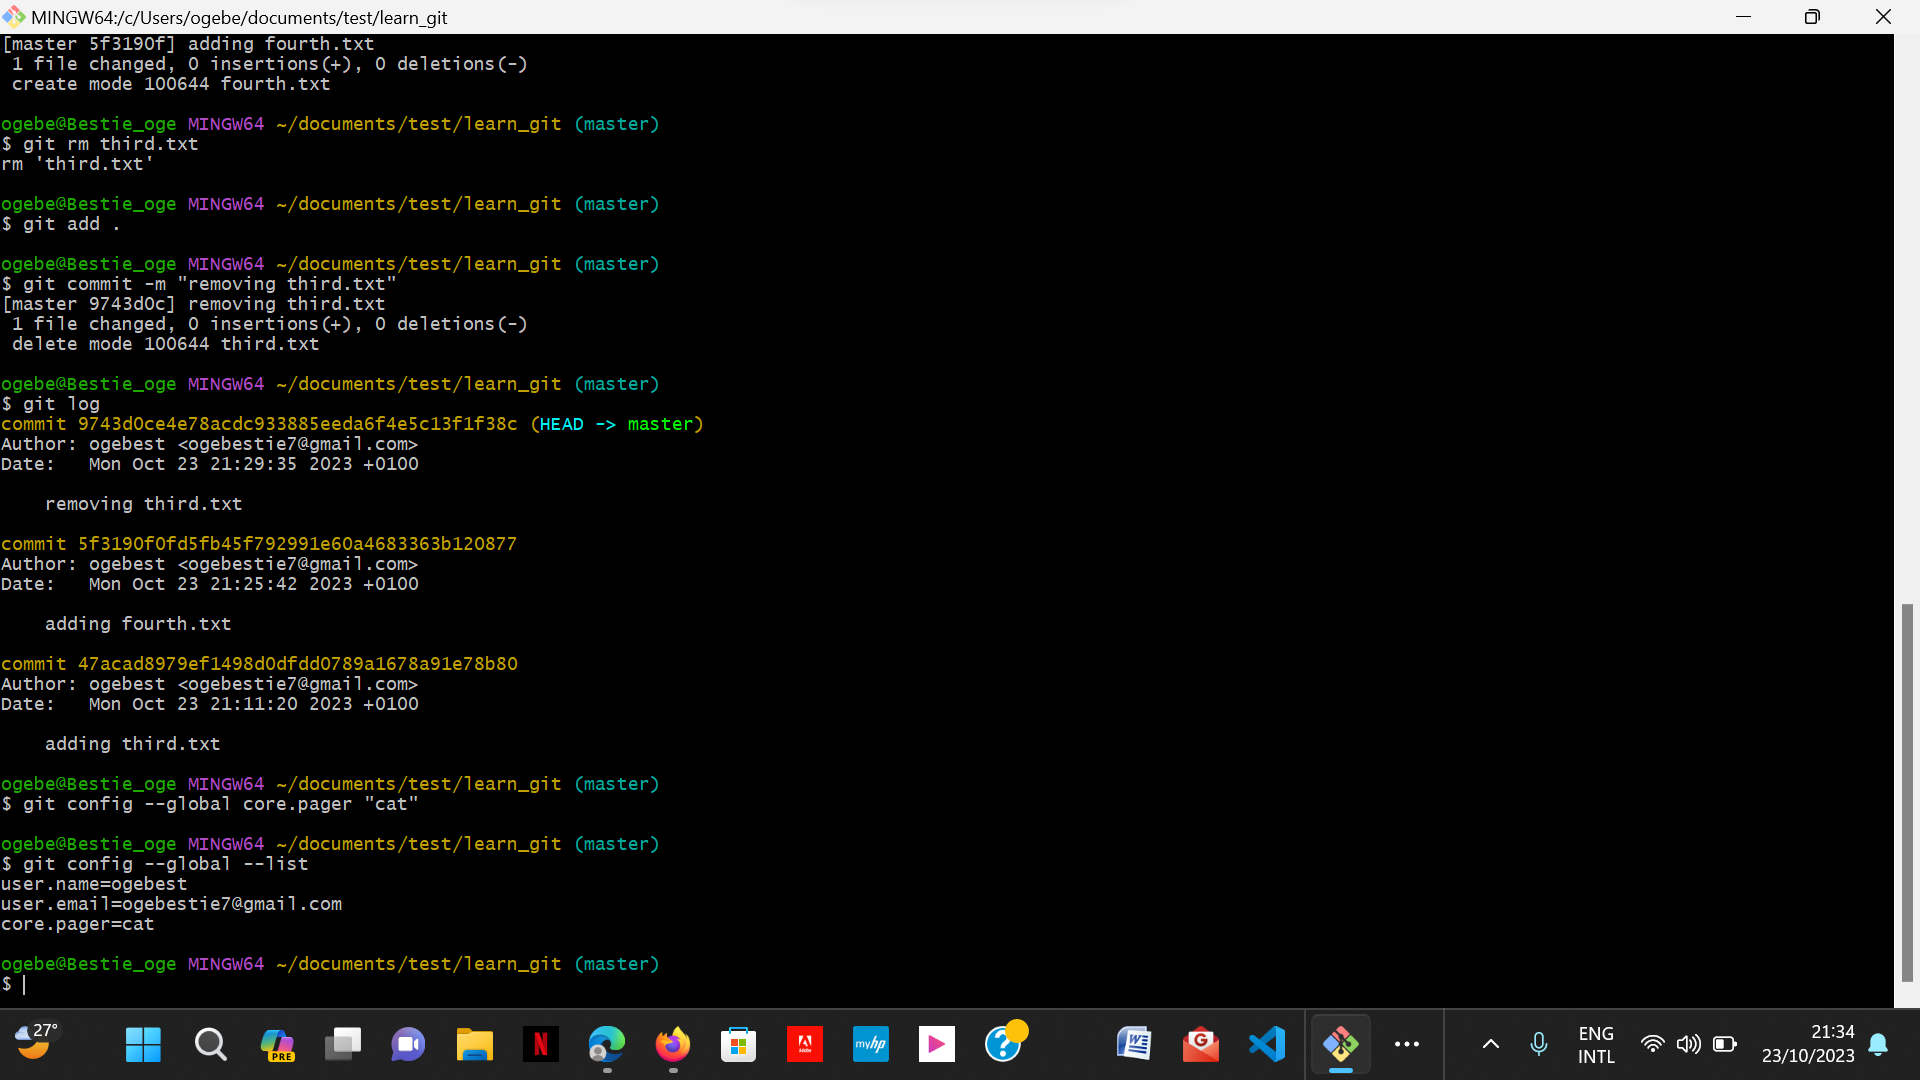 MINGW64:/c/Users/ogebe/documents/test/learn_git
[master 5f3190f] adding fourth.txt
 1 file changed, 0 insertions(+), 0 deletions(-)
 create mode 100644 fourth.txt
ogebe@Bestie_oge MINGW64 ~/documents/test/learn_git (master)
$ git rm third.txt
rm 'third.txt'
ogebe@Bestie_oge MINGW64 ~/documents/test/learn_git (master)
$ git add .
ogebe@Bestie_oge MINGW64 ~/documents/test/learn_git (master)
$ git commit -m "removing third.txt"
[master 9743d0c] removing third.txt
 1 file changed, 0 insertions(+), 0 deletions(-)
 delete mode 100644 third.txt
ogebe@Bestie_oge MINGW64 ~/documents/test/learn_git (master)
$ git log
commit 9743d0ce4e78acdc933885eeda6f4e5c13f1f38c (HEAD -> master)
Author: ogebest <ogebestie7@gmail.com>
Date:   Mon Oct 23 21:29:35 2023 +0100
    removing third.txt
commit 5f3190f0fd5fb45f792991e60a4683363b120877
Author: ogebest <ogebestie7@gmail.com>
Date:   Mon Oct 23 21:25:42 2023 +0100
    adding fourth.txt
commit 47acad8979ef1498d0dfdd0789a1678a91e78b80
Author: ogebest <ogebestie7@gmail.com>
Date:   Mon Oct 23 21:11:20 2023 +0100
    adding third.txt
ogebe@Bestie_oge MINGW64 ~/documents/test/learn_git (master)
$ git config --global core.pager "cat"
ogebe@Bestie_oge MINGW64 ~/documents/test/learn_git (master)
$ git config --global --list
user.name=ogebest
user.email=ogebestie7@gmail.com
core.pager=cat
ogebe@Bestie_oge MINGW64 ~/documents/test/learn_git (master)
$
27°
PRE
N
Adobe
myhp
?
W
G
ENG
INTL
21:34
23/10/2023